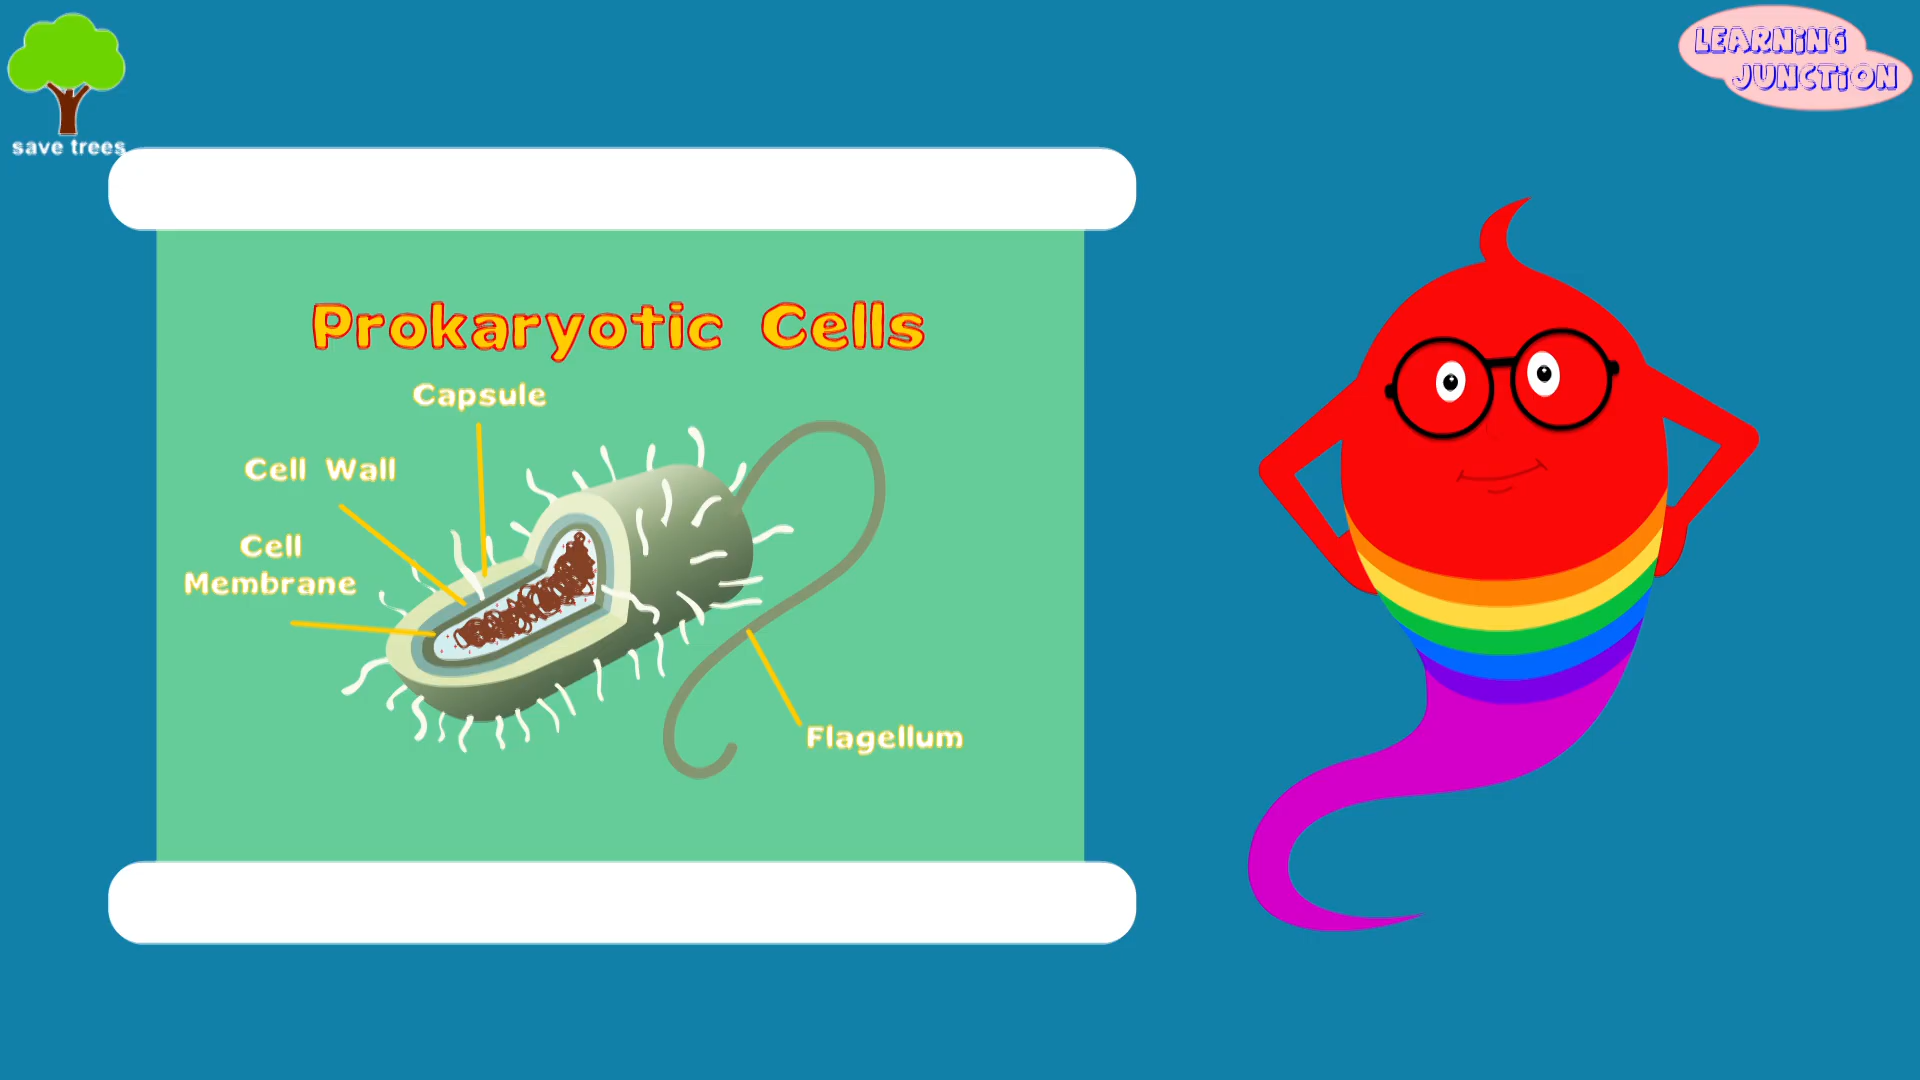 LEARNING
JUNCTION
save trees
Prokaryotic Cells
Capsule
Cell Wall
Cell
Membrane
Flagellum